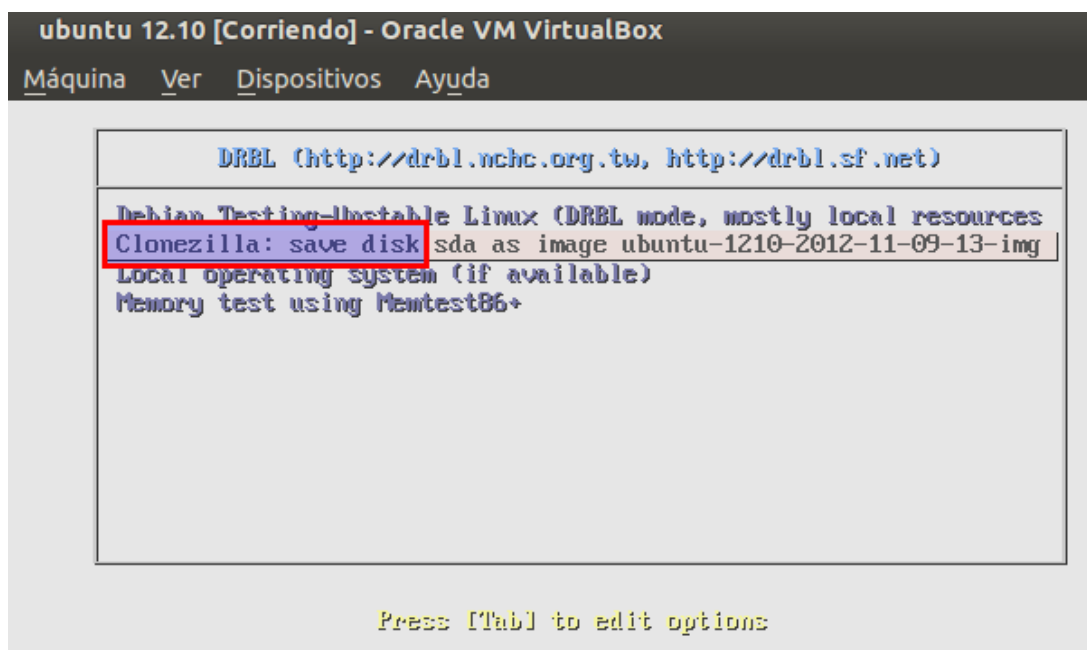 ubuntu 12.10 [Corriendo] - Oracle VM VirtualBox
Máquina Ver Dispositivos Ayuda
DRBL (http://drbl.nchc.org.tw, http://drbl.sf.net)
Debian Testing-Unstable Linux (DRBL mode, mostly local resources
Clonezilla: save disk sda as image ubuntu-1210-2012-11-09-13-img
Local operating system (if available)
Memory test using Memtest86+
Press [Tab] to edit options